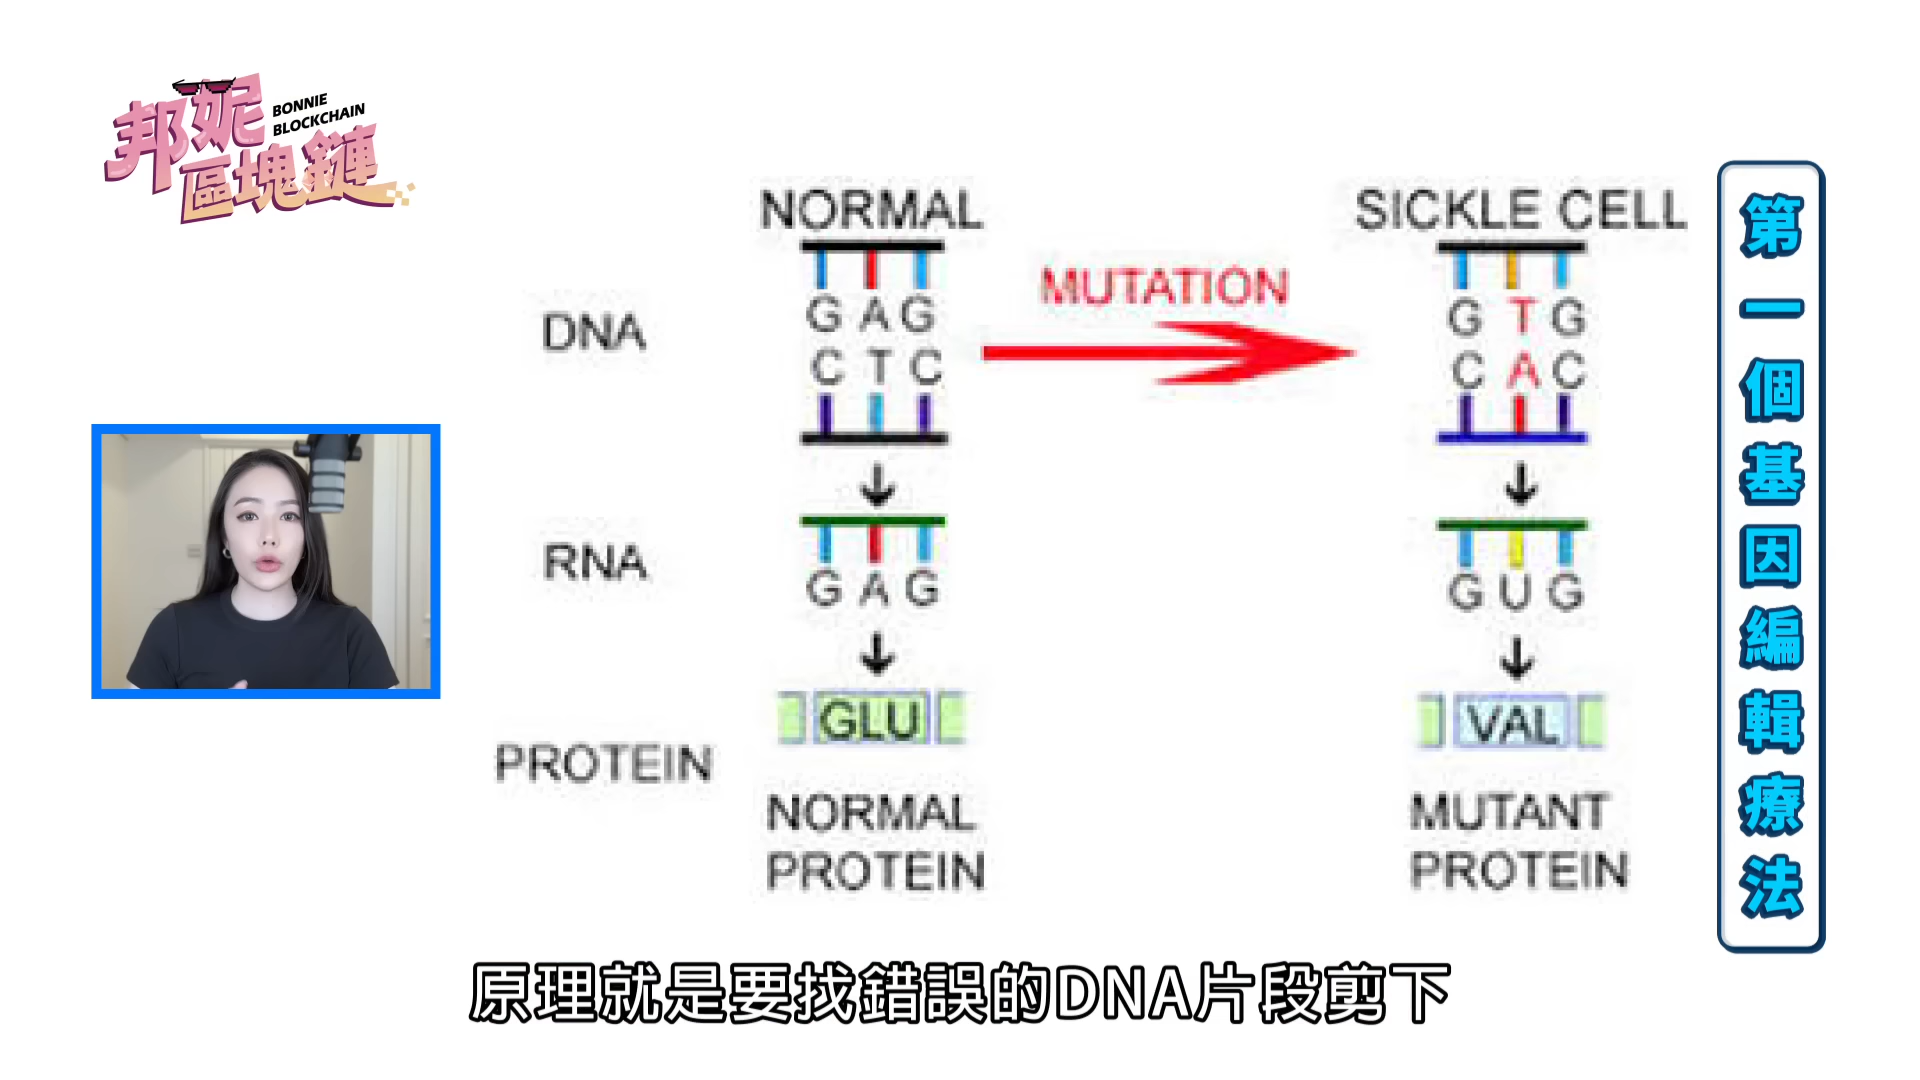 邦妮
BONNIE
BLOCKCHAIN
區塊鏈
NORMAL
SICKLE CELL
MUTATION
DNA
G A G
C T C
G T G
C A C
RNA
G A G
G U G
PROTEIN
GLU
VAL
NORMAL
PROTEIN
MUTANT
PROTEIN
第一個基因編輯療法
原理就是要找錯誤的DNA片段剪下